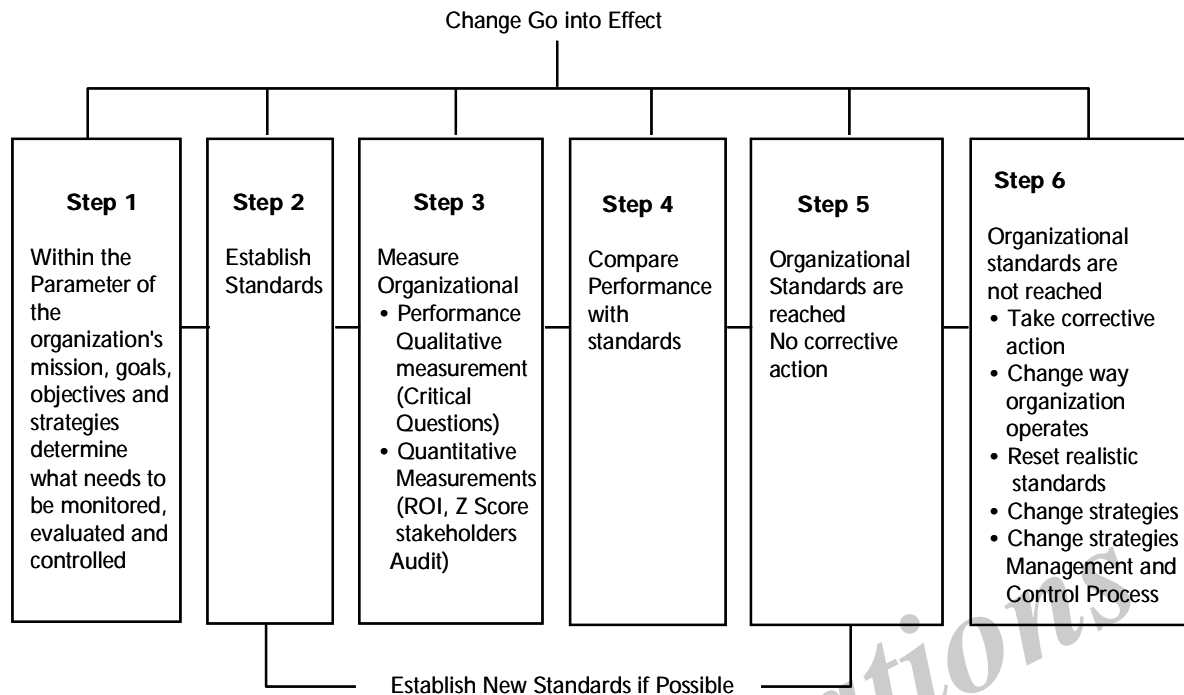 Change Go into Effect
Step 1
Within the
Parameter of
the
organization's
mission, goals,
objectives and
strategies
determine
what needs to
be monitored,
evaluated and
controlled
Step 2
Establish
Standards
Step 3
Measure
Organizational
• Performance
Qualitative
measurement
(Critical
Questions)
• Quantitative
Measurements
(ROI, Z Score
stakeholders
Audit)
Step 4
Compare
Performance
with
standards
Step 5
Organizational
Standards are
reached
No corrective
action
Step 6
Organizational
standards are
not reached
• Take corrective
action
• Change way
organization
operates
• Reset realistic
standards
• Change strategies
• Change strategies
Management and
Control Process
Establish New Standards if Possible
ations